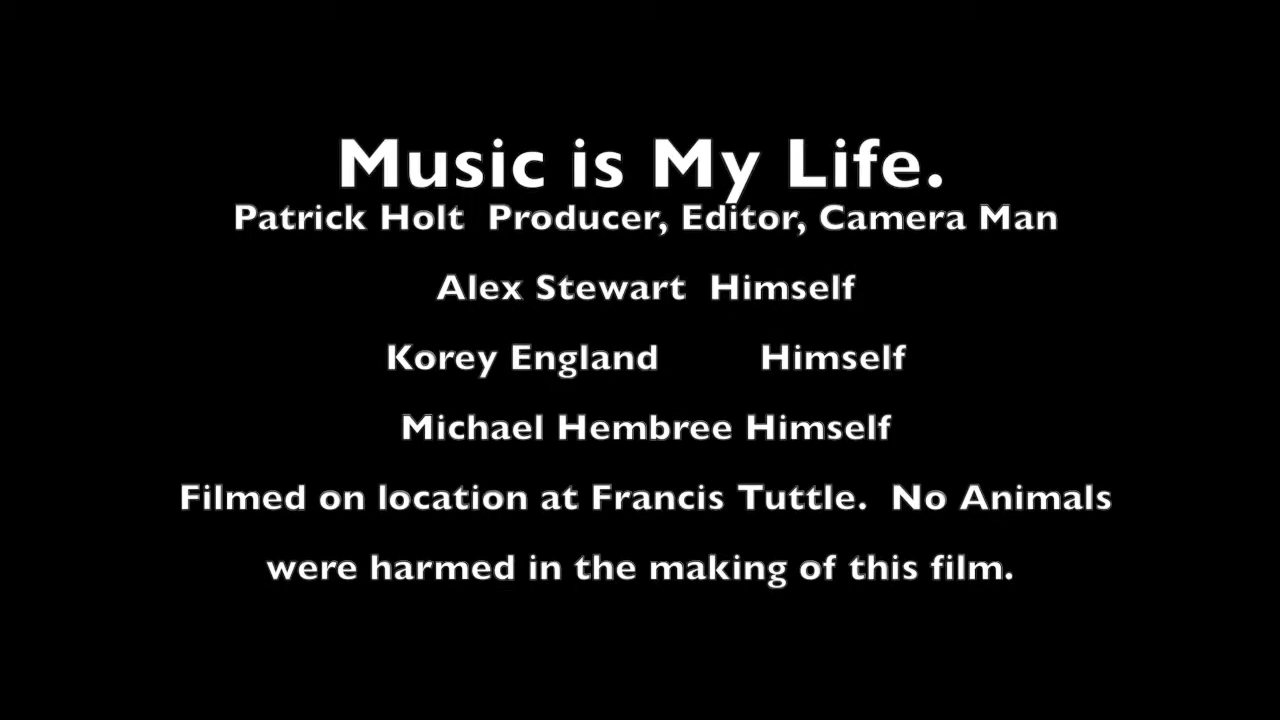 Music is My Life.
Patrick Holt  Producer, Editor, Camera Man
Alex Stewart  Himself
Korey England  Himself
Michael Hembree Himself
Filmed on location at Francis Tuttle.  No Animals
were harmed in the making of this film.